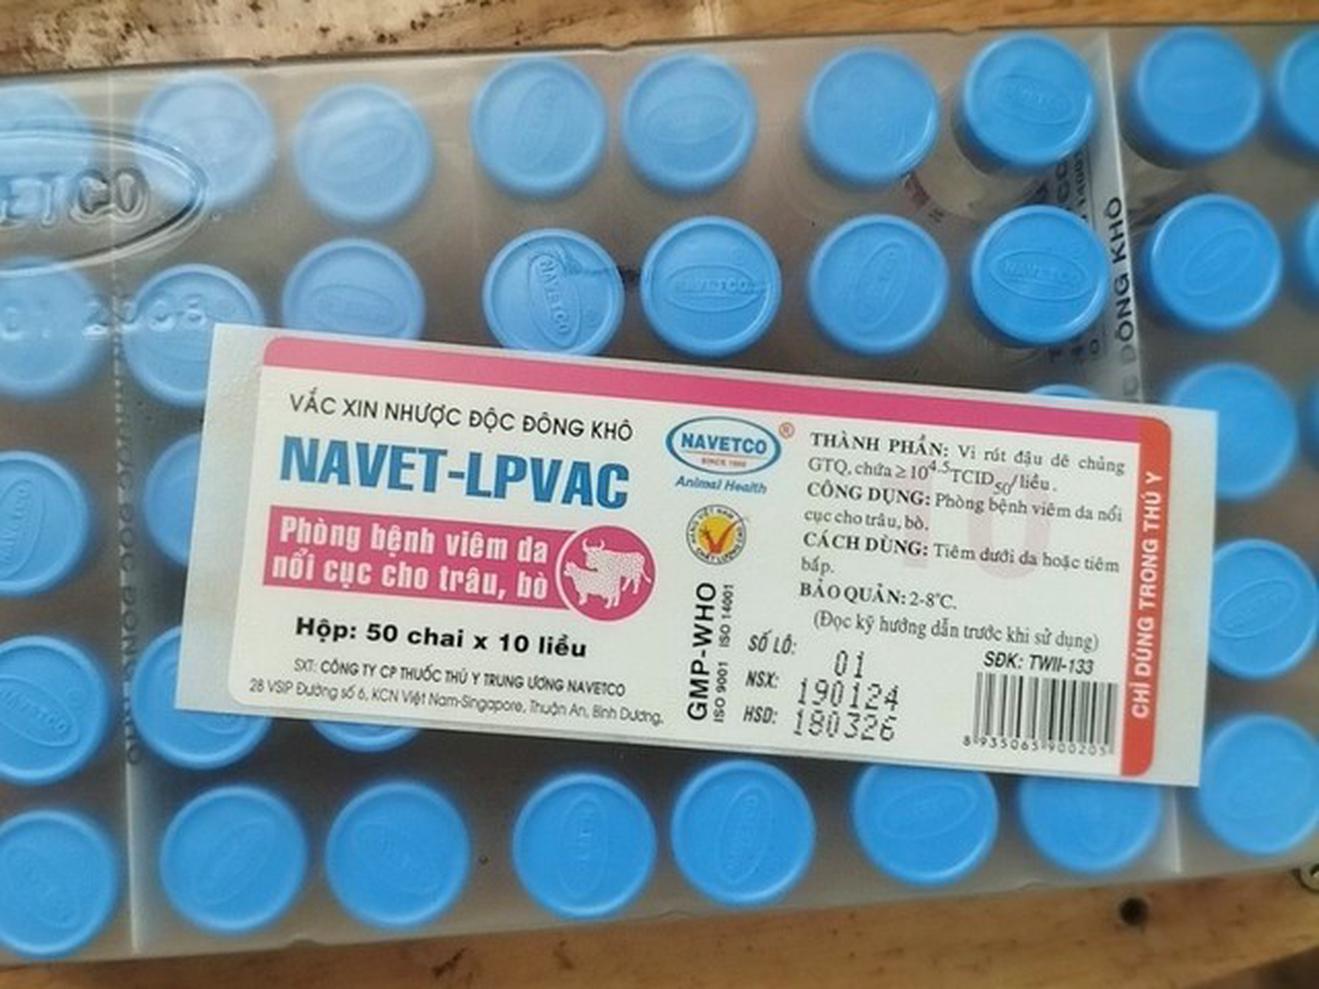 VẮC XIN NHƯỢC ĐỘC ĐÔNG KHÔ
NAVET-LPVAC
Phòng bệnh viêm da
nổi cục cho trâu, bò
Hộp: 50 chai x 10 liều
SXT: CÔNG TY CP THUỐC THÚ Y TRUNG ƯƠNG NAVETCO
28 VSIP Đường số 6, KCN Việt Nam-Singapore, Thuận An, Bình Dương.
NAVETCO
SINCE 1955
Animal Health
GMP-WHO
ISO 9001 ISO 14001
THÀNH PHẦN: Vi rút đậu dê chủng
GTQ, chứa ≥ 10^4.5 TCID50/ liều.
CÔNG DỤNG: Phòng bệnh viêm da nổi
cục cho trâu, bò.
CÁCH DÙNG: Tiêm dưới da hoặc tiêm
bắp.
BẢO QUẢN: 2-8°C.
(Đọc kỹ hướng dẫn trước khi sử dụng)
SỐ LÔ: 01
NSX: 190124
HSD: 180326
SĐK: TWII-133
8 935065 900205
CHỈ DÙNG TRONG THÚ Y
ĐÔNG KHÔ
NAVETCO
NAVETCO
NAVETCO